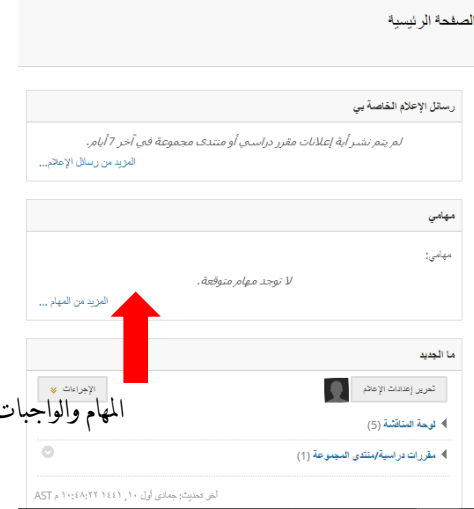 الصفحة الرئيسية
رسائل الإعلام الخاصة بي
لم يتم نشر أية إعلانات مقرر دراسي أو منتدى مجموعة في آخر 7 أيام.
المزيد من رسائل الإعلام...
مهامي
مهامي:
لا توجد مهام متوقعة.
المزيد من المهام ...
ما الجديد
تحرير إعدادات الإعلام
الإجراءات
المهام والواجبات
لوحة المناقشة (5)
مقررات دراسية/منتدى المجموعة (1)
آخر تحديث: جمادى أول ١٠, ١٤٤١ ١٠:٤٨:٢٢ م AST